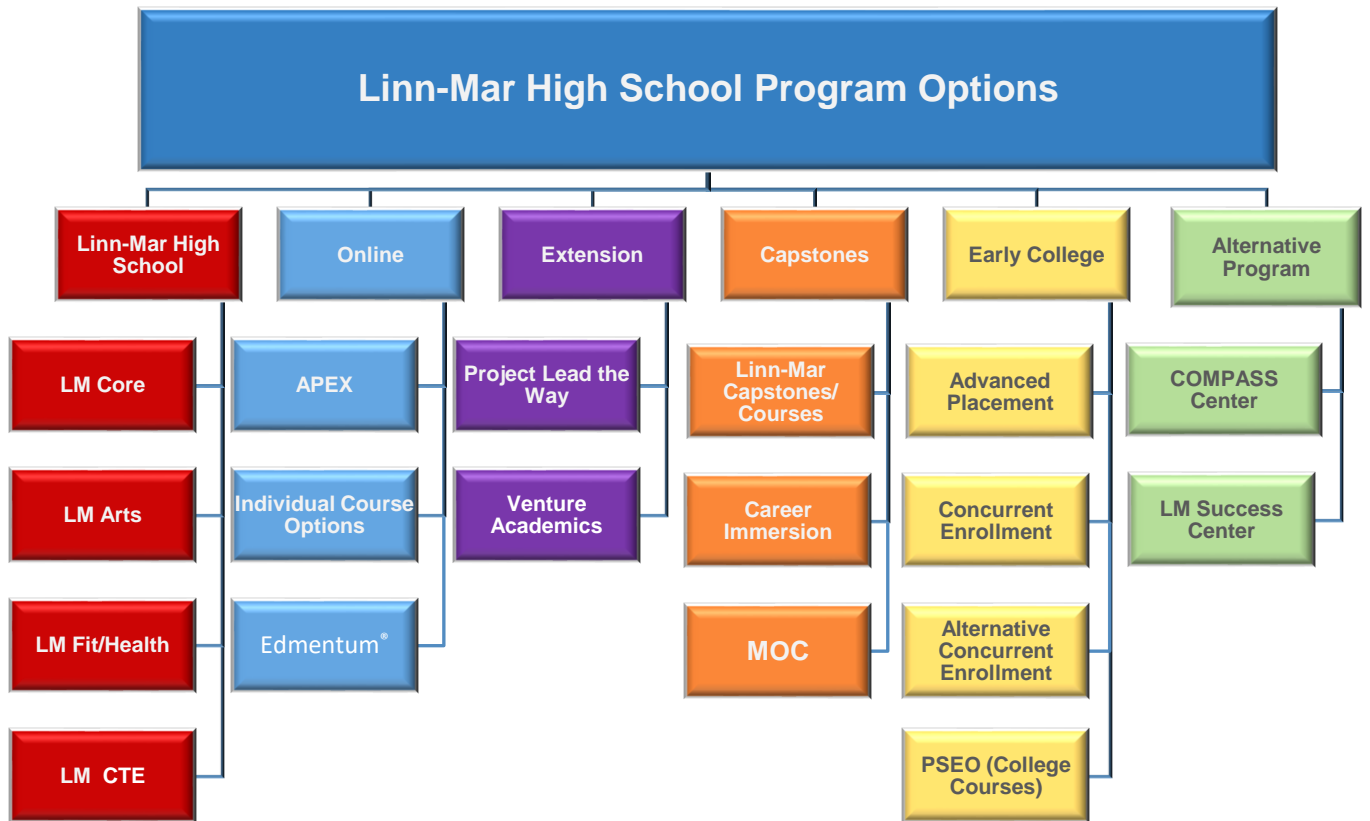 Linn-Mar High School Program Options
Linn-Mar High
School
LM Core
LM Arts
LM Fit/Health
LM CTE
Online
APEX
Individual Course
Options
Edmentum®
Extension
Project Lead the
Way
Venture
Academics
Capstones
Linn-Mar
Capstones/
Courses
Career
Immersion
MOC
Early College
Advanced
Placement
Concurrent
Enrollment
Alternative
Concurrent
Enrollment
PSEO (College
Courses)
Alternative
Program
COMPASS
Center
LM Success
Center